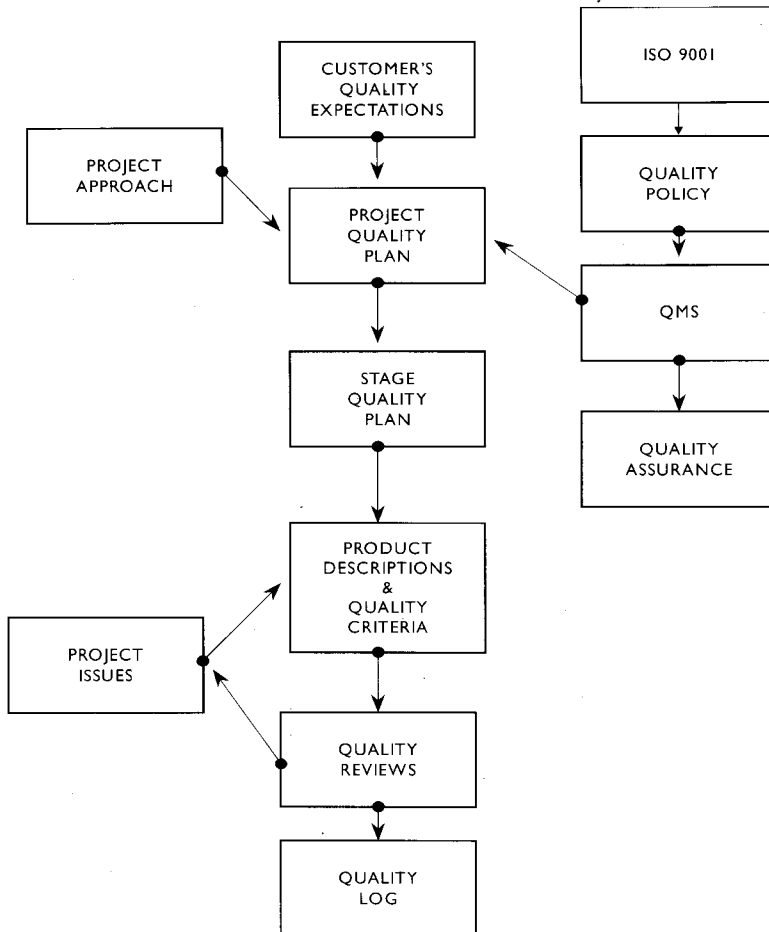 ISO 9001
CUSTOMER'S
QUALITY
EXPECTATIONS
PROJECT
APPROACH
QUALITY
POLICY
PROJECT
QUALITY
PLAN
QMS
STAGE
QUALITY
PLAN
QUALITY
ASSURANCE
PRODUCT
DESCRIPTIONS
&
QUALITY
CRITERIA
PROJECT
ISSUES
QUALITY
REVIEWS
QUALITY
LOG